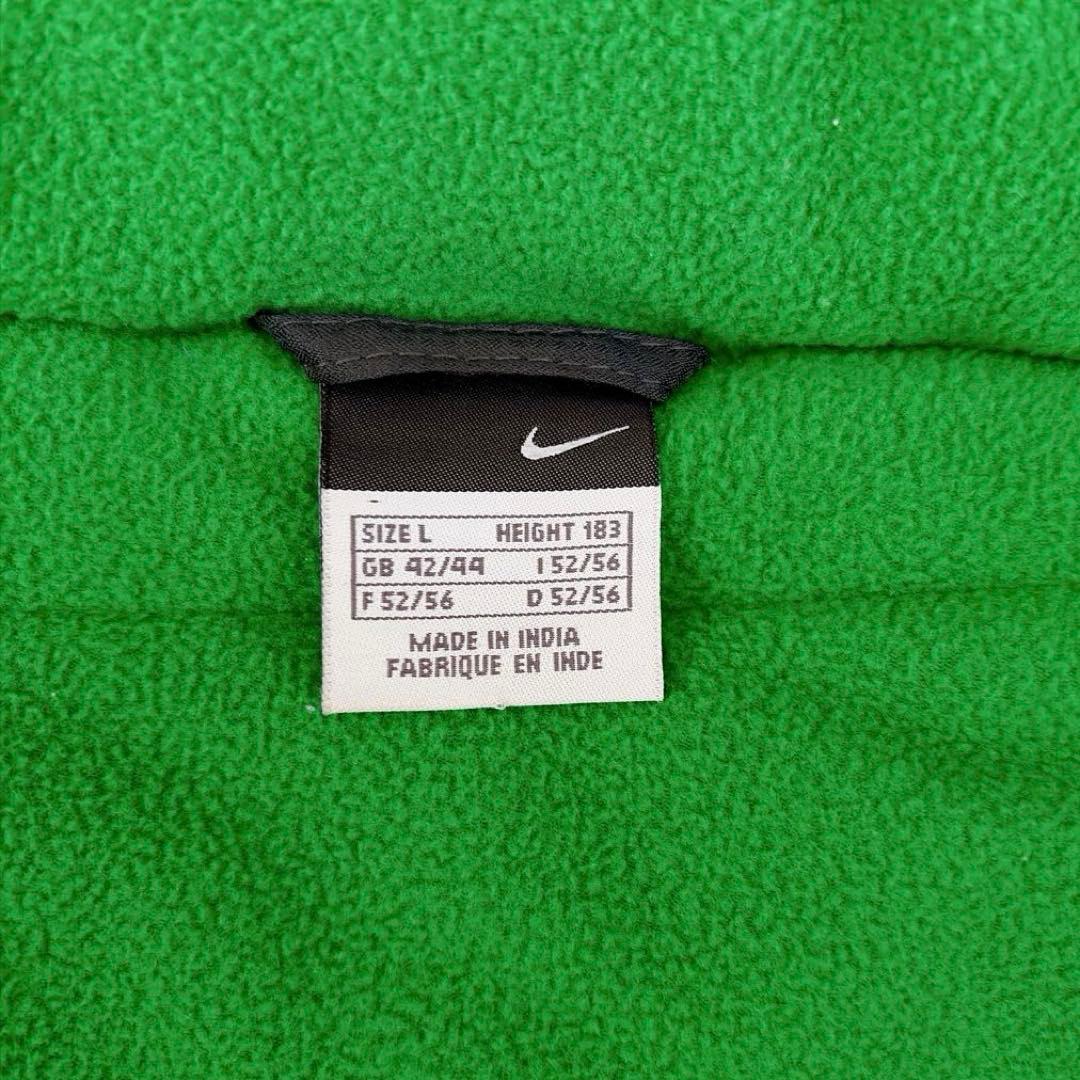 SIZE L HEIGHT 183
GB 42/44 I 52/56
F 52/56 D 52/56
MADE IN INDIA
FABRIQUE EN INDE